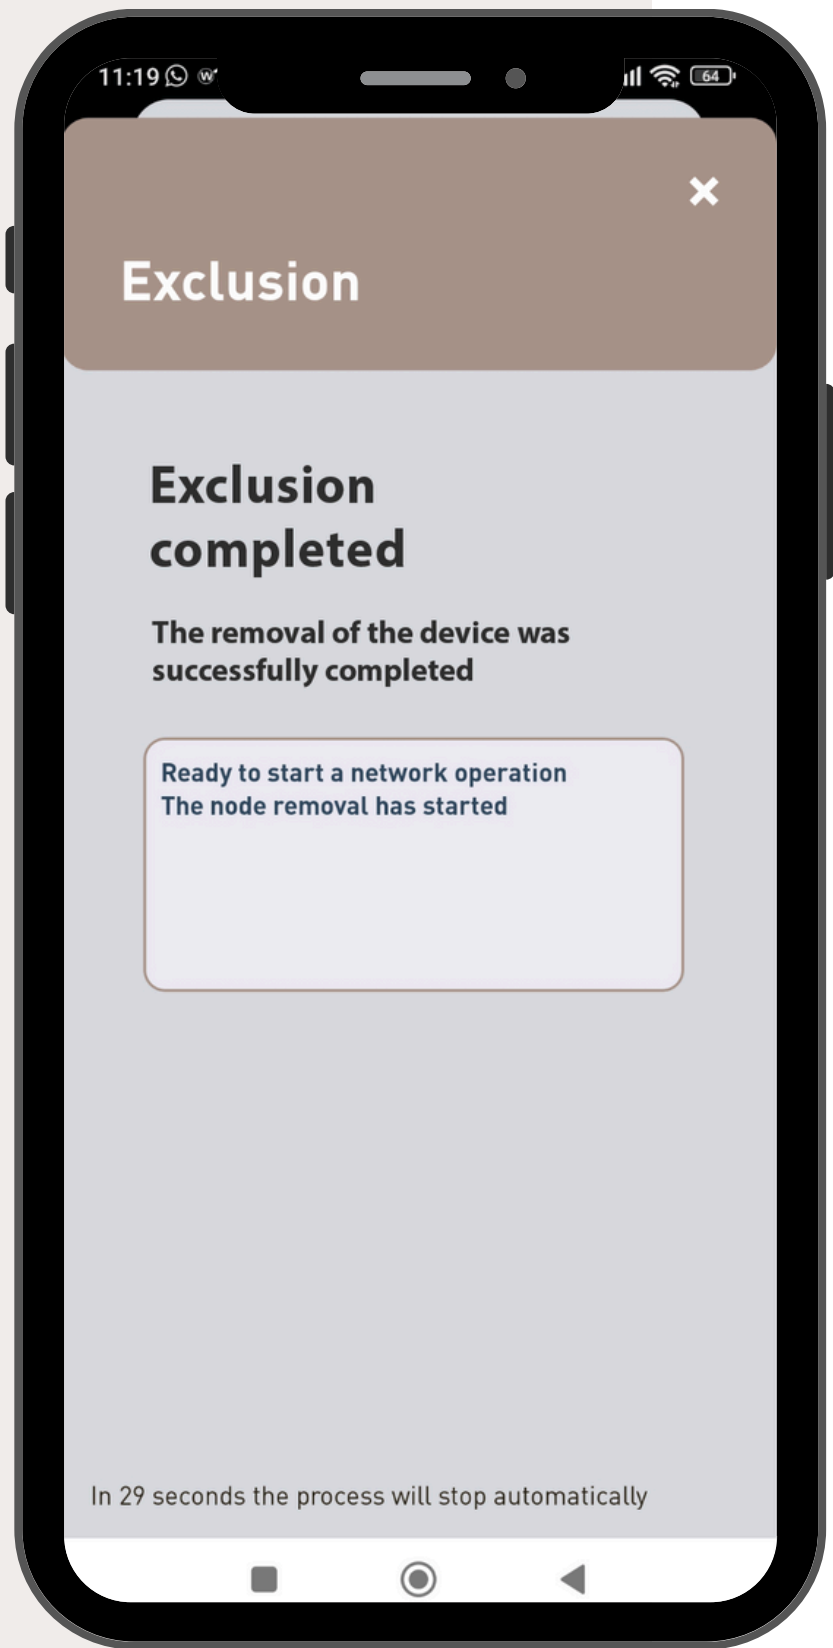 11:19
64
Exclusion
Exclusion
completed
The removal of the device was
successfully completed
Ready to start a network operation
The node removal has started
In 29 seconds the process will stop automatically